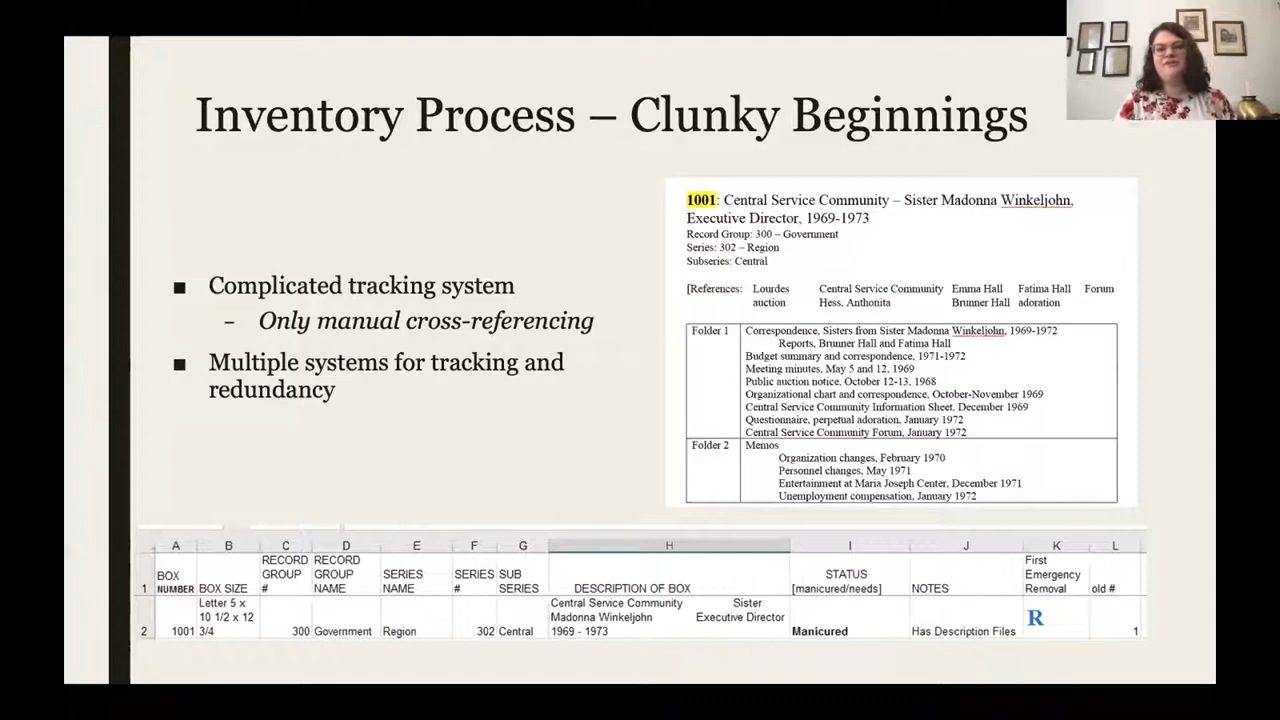 Inventory Process – Clunky Beginnings
■ Complicated tracking system
– Only manual cross-referencing
■ Multiple systems for tracking and
redundancy
1001: Central Service Community – Sister Madonna Winkeljohn,
Executive Director, 1969-1973
Record Group: 300 – Government
Series: 302 – Region
Subseries: Central
[References: Lourdes Central Service Community Emma Hall Fatima Hall Forum
auction Hess, Anthonita Brunner Hall adoration
Folder 1 Correspondence, Sisters from Sister Madonna Winkeljohn, 1969-1972
Reports, Brunner Hall and Fatima Hall
Budget summary and correspondence, 1971-1972
Meeting minutes, May 5 and 12, 1969
Public auction notice, October 12-13, 1968
Organizational chart and correspondence, October-November 1969
Central Service Community Information Sheet, December 1969
Questionnaire, perpetual adoration, January 1972
Central Service Community Forum, January 1972
Folder 2 Memos
Organization changes, February 1970
Personnel changes, May 1971
Entertainment at Maria Joseph Center, December 1971
Unemployment compensation, January 1972
A B C D E F G H I J K L
RECORD RECORD First
BOX GROUP GROUP SERIES SERIES SUB STATUS Emergency
1 NUMBER BOX SIZE # NAME NAME # SERIES DESCRIPTION OF BOX [manicured/needs] NOTES Removal old #
Letter 5 x Central Service Community Sister
10 1/2 x 12 Madonna Winkeljohn Executive Director R
2 1001 3/4 300 Government Region 302 Central 1969 - 1973 Manicured Has Description Files 1